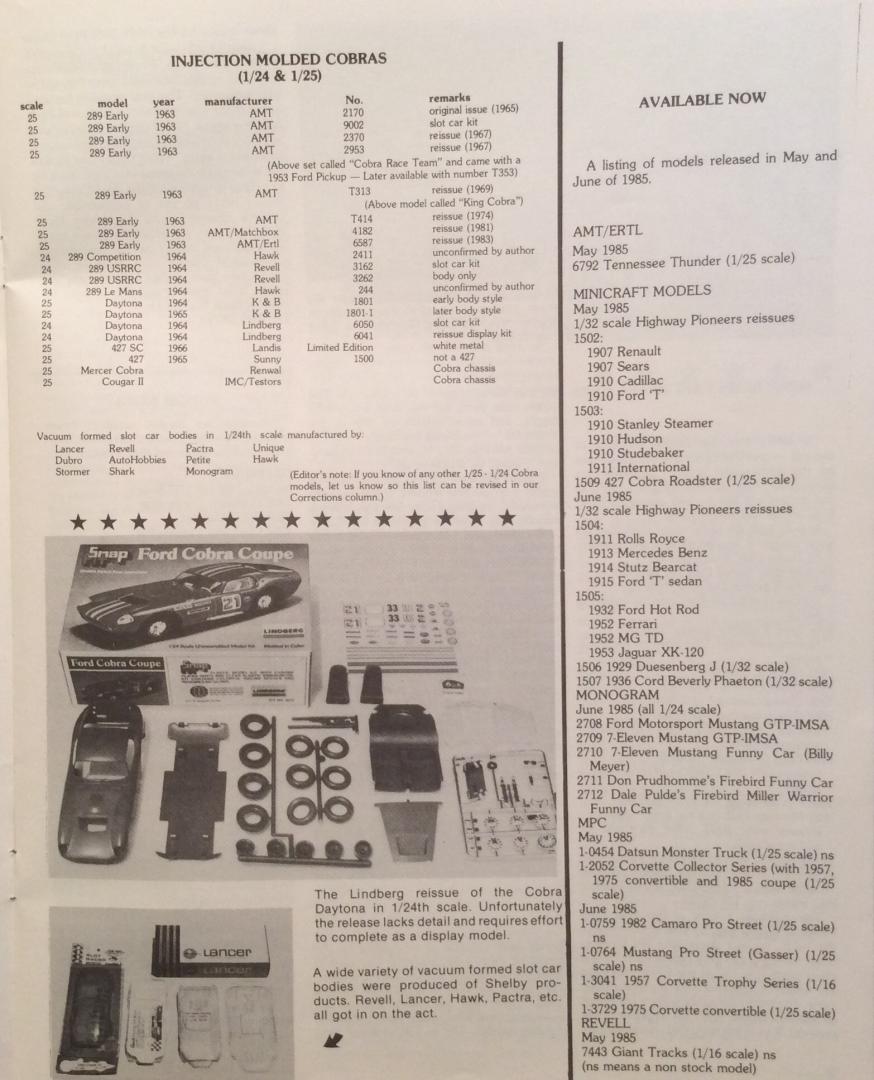 INJECTION MOLDED COBRAS
(1/24 & 1/25)
scale model year manufacturer No. remarks
25 289 Early 1963 AMT 2170 original issue (1965)
25 289 Early 1963 AMT 9002 slot car kit
25 289 Early 1963 AMT 2370 reissue (1967)
25 289 Early 1963 AMT 2953 reissue (1967)
(Above set called "Cobra Race Team" and came with a
1953 Ford Pickup — Later available with number T353)
25 289 Early 1963 AMT T313 reissue (1969)
(Above model called "King Cobra")
25 289 Early 1963 AMT T414 reissue (1974)
25 289 Early 1963 AMT/Matchbox 4182 reissue (1981)
25 289 Early 1963 AMT/Ertl 6587 reissue (1983)
24 289 Competition 1964 Hawk 2411 unconfirmed by author
24 289 USRRC 1964 Revell 3162 slot car kit
24 289 USRRC 1964 Revell 3262 body only
24 289 Le Mans 1964 Hawk 244 unconfirmed by author
25 Daytona 1964 K & B 1801 early body style
25 Daytona 1965 K & B 1801-1 later body style
24 Daytona 1964 Lindberg 6050 slot car kit
24 Daytona 1964 Lindberg 6041 reissue display kit
25 427 SC 1966 Landis Limited Edition white metal
25 427 1965 Sunny 1500 not a 427
25 Mercer Cobra Renwal Cobra chassis
25 Cougar II IMC/Testors Cobra chassis
Vacuum formed slot car bodies in 1/24th scale manufactured by:
Lancer Revell Pactra Unique
Dubro AutoHobbies Petite Hawk
Stormer Shark Monogram
(Editor's note: If you know of any other 1/25 - 1/24 Cobra
models, let us know so this list can be revised in our
Corrections column.)
Snap Ford Cobra Coupe
21
LINDBERG
Ford Cobra Coupe
Snap
LINDBERG
21 33
21 33
The Lindberg reissue of the Cobra
Daytona in 1/24th scale. Unfortunately
the release lacks detail and requires effort
to complete as a display model.
LANCER
LANCER
A wide variety of vacuum formed slot car
bodies were produced of Shelby pro-
ducts. Revell, Lancer, Hawk, Pactra, etc.
all got in on the act.
AVAILABLE NOW
A listing of models released in May and
June of 1985.
AMT/ERTL
May 1985
6792 Tennessee Thunder (1/25 scale)
MINICRAFT MODELS
May 1985
1/32 scale Highway Pioneers reissues
1502:
1907 Renault
1907 Sears
1910 Cadillac
1910 Ford 'T'
1503:
1910 Stanley Steamer
1910 Hudson
1910 Studebaker
1911 International
1509 427 Cobra Roadster (1/25 scale)
June 1985
1/32 scale Highway Pioneers reissues
1504:
1911 Rolls Royce
1913 Mercedes Benz
1914 Stutz Bearcat
1915 Ford 'T' sedan
1505:
1932 Ford Hot Rod
1952 Ferrari
1952 MG TD
1953 Jaguar XK-120
1506 1929 Duesenberg J (1/32 scale)
1507 1936 Cord Beverly Phaeton (1/32 scale)
MONOGRAM
June 1985 (all 1/24 scale)
2708 Ford Motorsport Mustang GTP-IMSA
2709 7-Eleven Mustang GTP-IMSA
2710 7-Eleven Mustang Funny Car (Billy
Meyer)
2711 Don Prudhomme's Firebird Funny Car
2712 Dale Pulde's Firebird Miller Warrior
Funny Car
MPC
May 1985
1-0454 Datsun Monster Truck (1/25 scale) ns
1-2052 Corvette Collector Series (with 1957,
1975 convertible and 1985 coupe (1/25
scale)
June 1985
1-0759 1982 Camaro Pro Street (1/25 scale)
ns
1-0764 Mustang Pro Street (Gasser) (1/25
scale) ns
1-3041 1957 Corvette Trophy Series (1/16
scale)
1-3729 1975 Corvette convertible (1/25 scale)
REVELL
May 1985
7443 Giant Tracks (1/16 scale) ns
(ns means a non stock model)